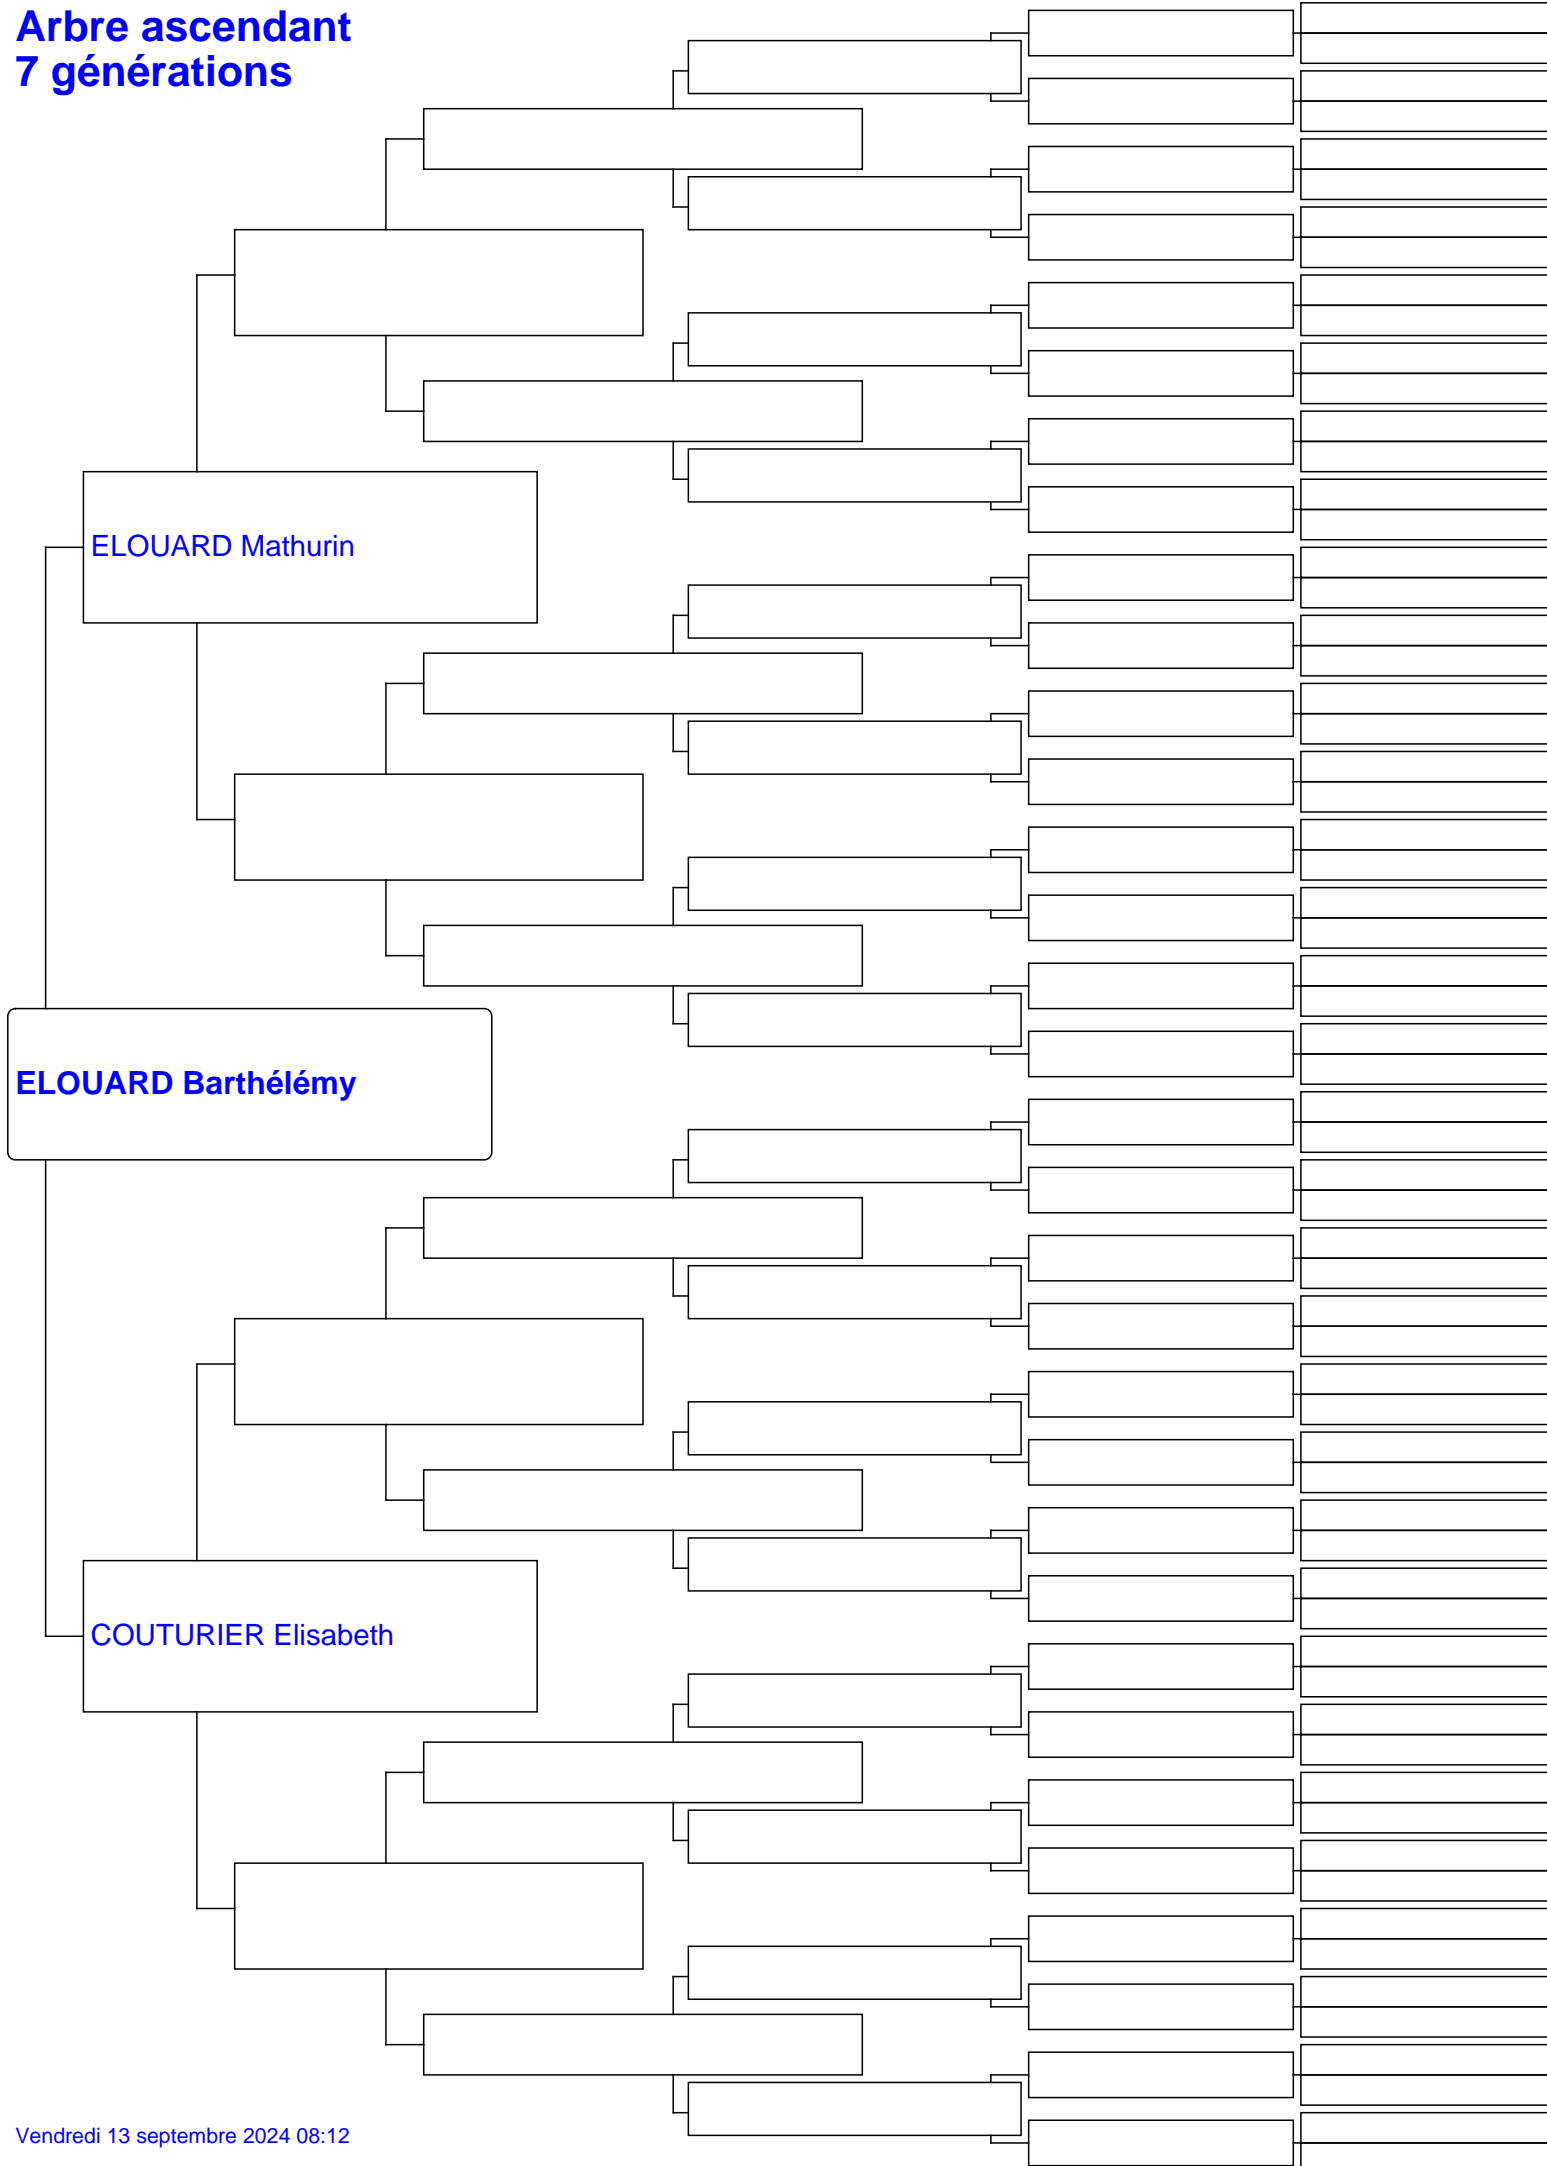 Arbre ascendant
7 générations
ELOUARD Mathurin
ELOUARD Barthélémy
COUTURIER Elisabeth
Vendredi 13 septembre 2024 08:12